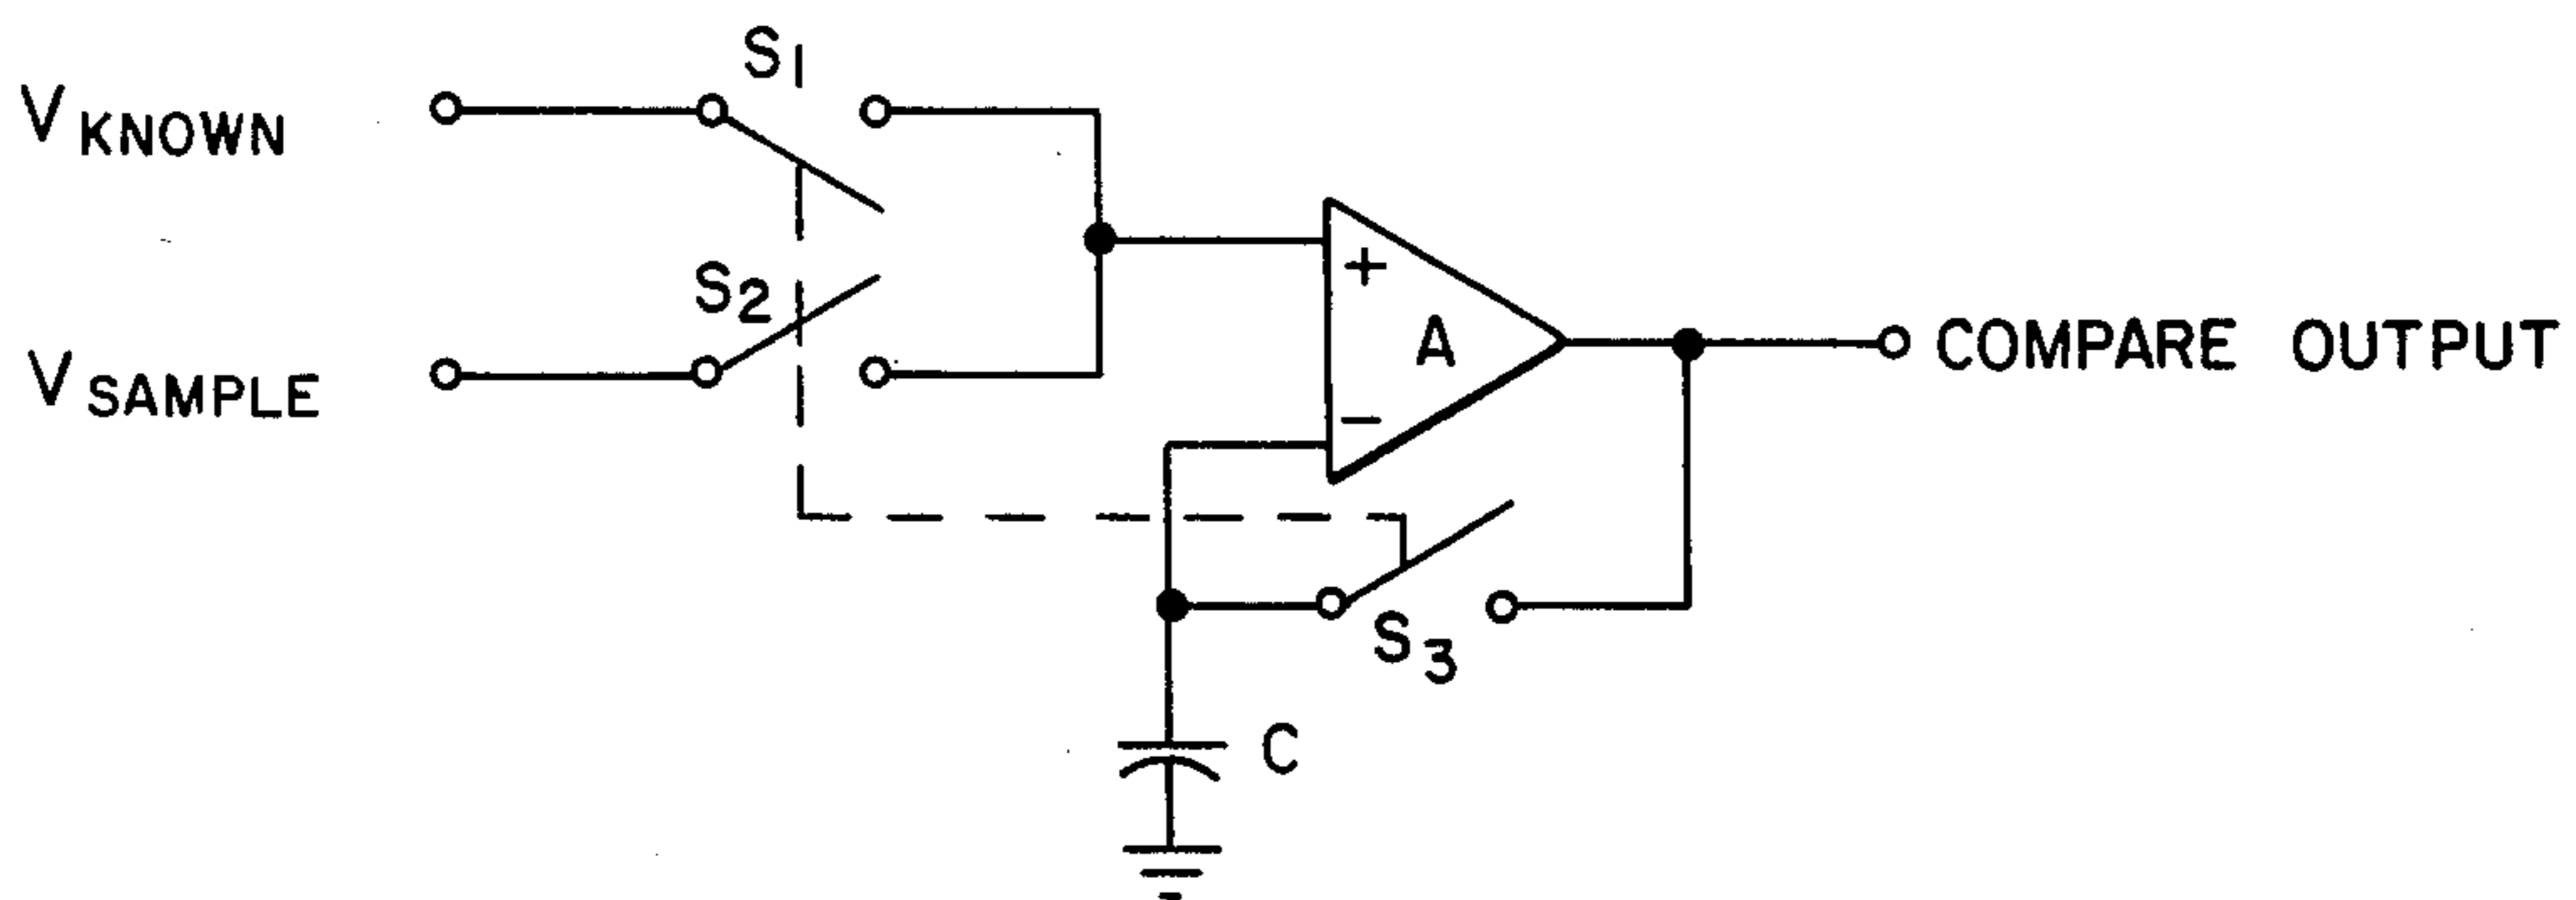 S1
VKNOWN
S2
VSAMPLE
+
A
−
COMPARE OUTPUT
S3
C